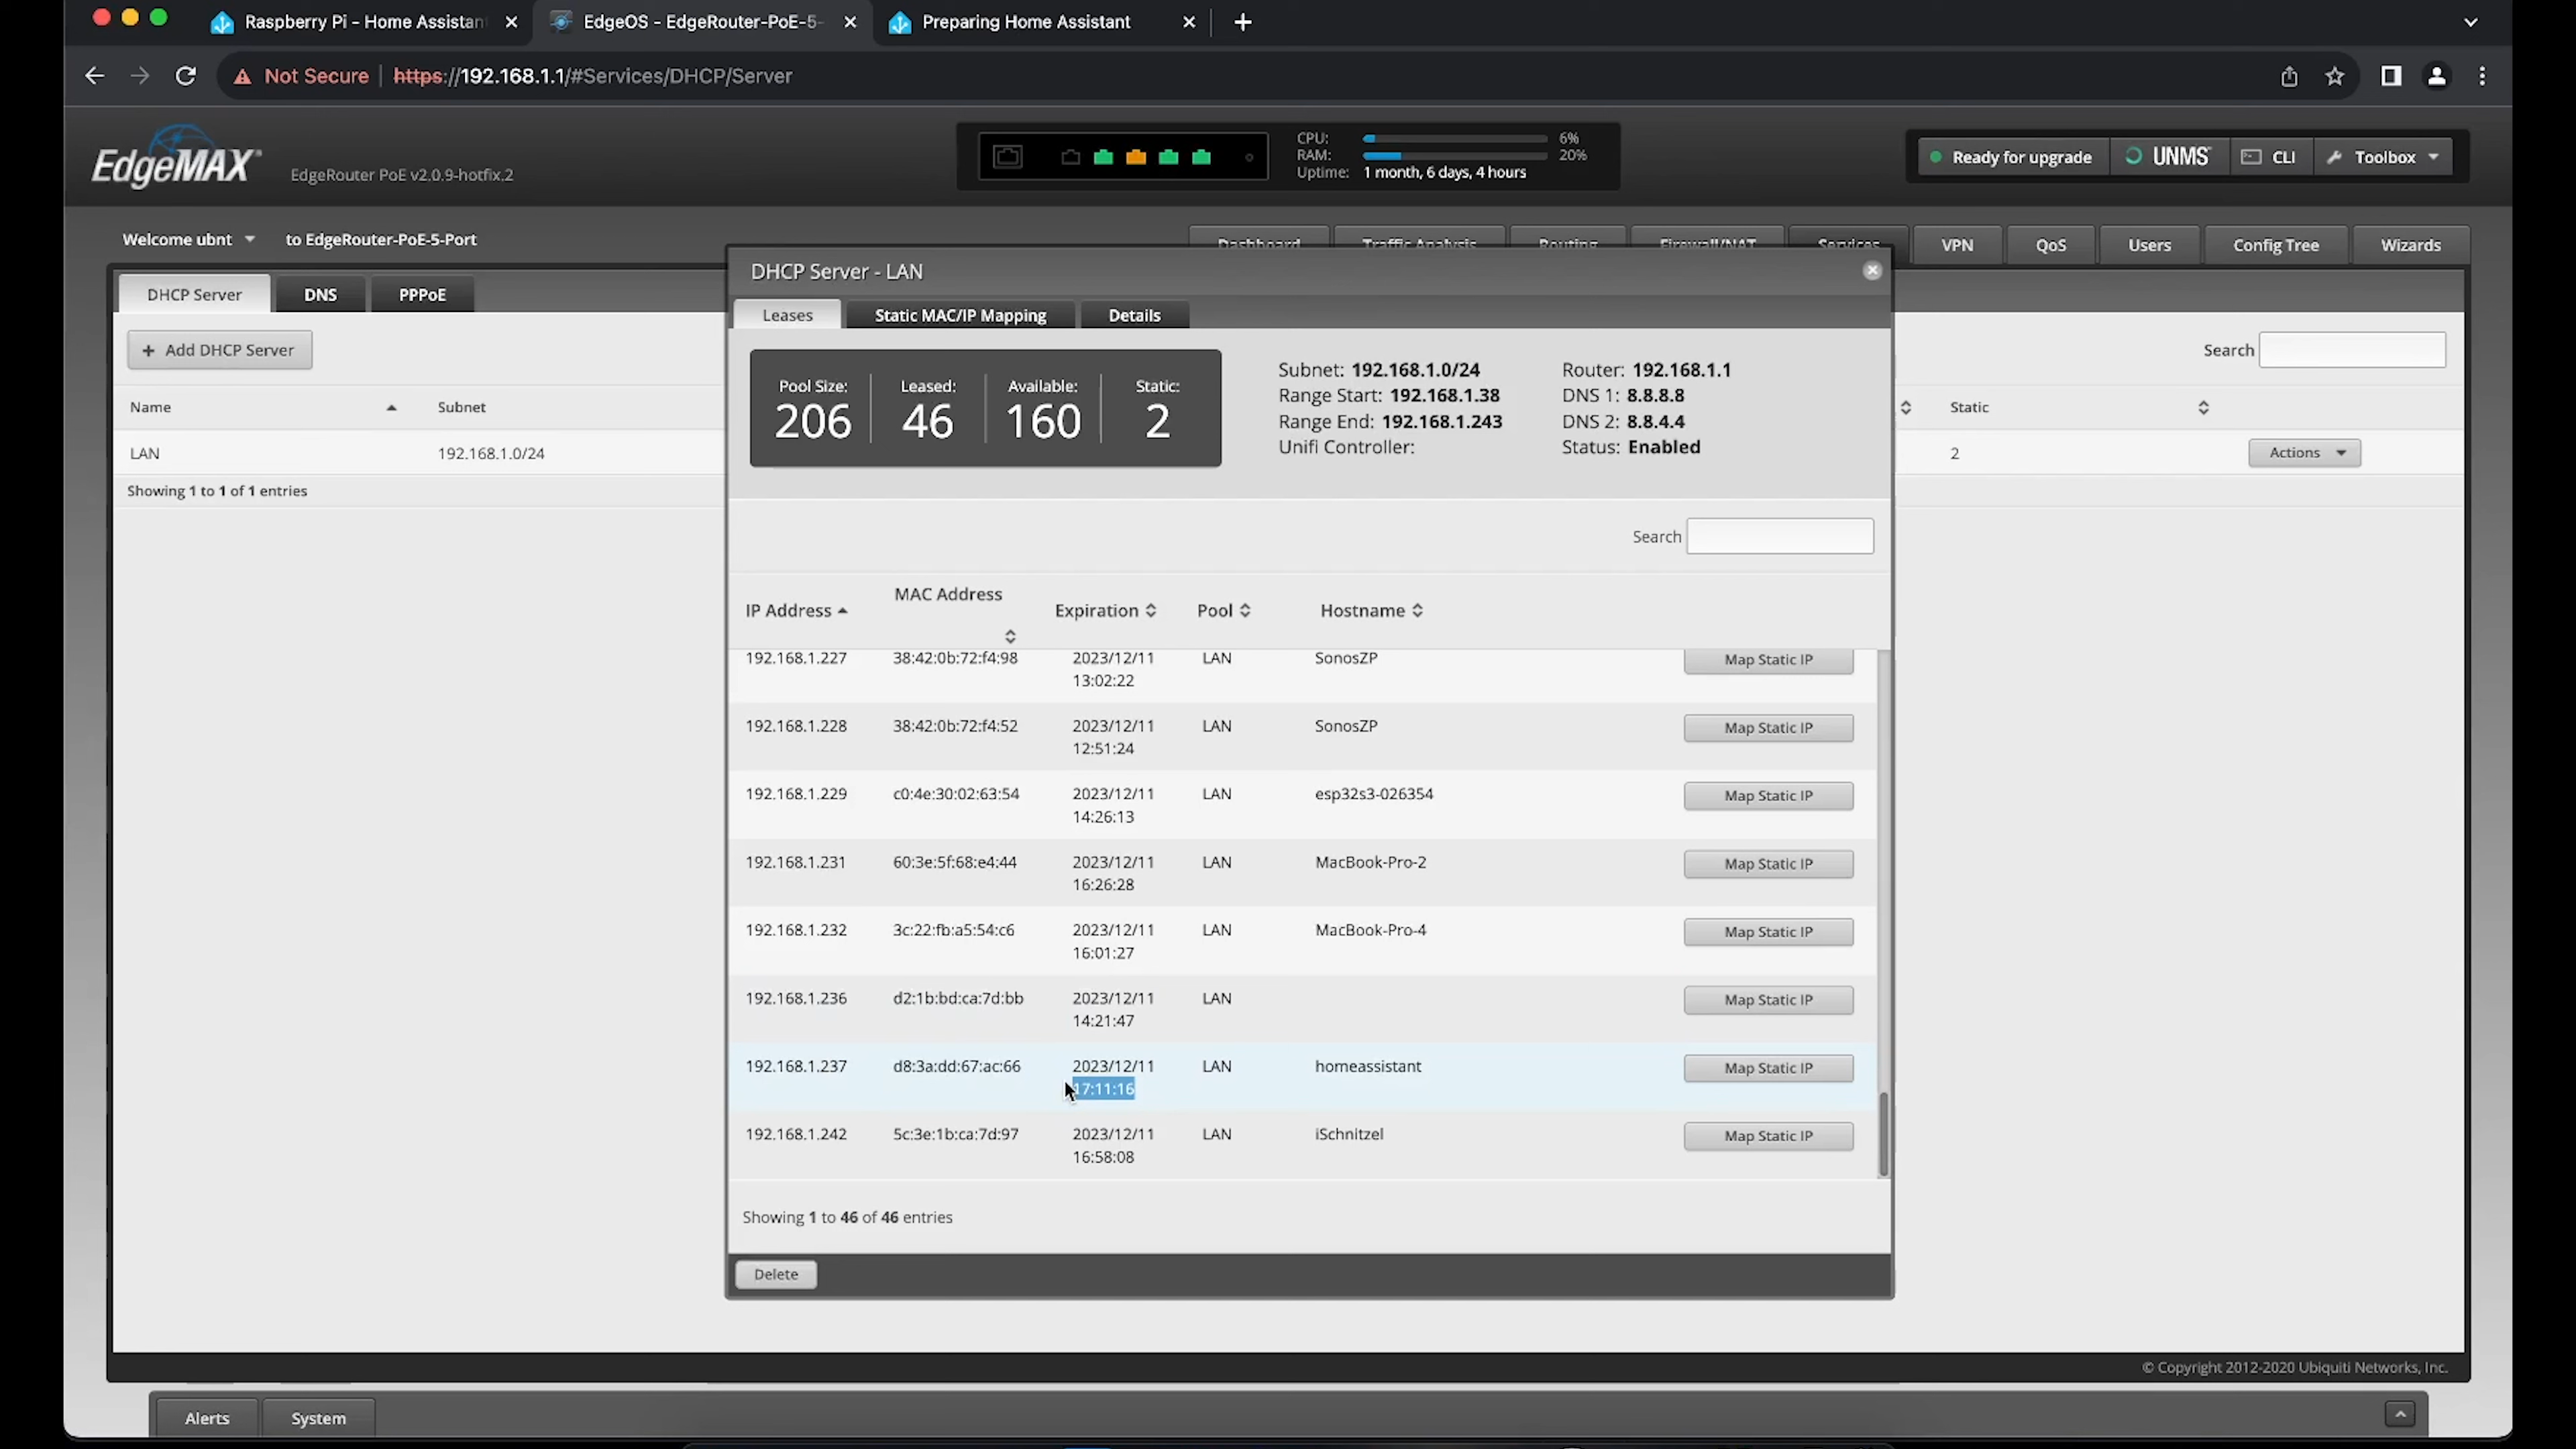 Raspberry Pi - Home Assistan
EdgeOS - EdgeRouter-PoE-5-
Preparing Home Assistant
Not Secure
https://192.168.1.1/#Services/DHCP/Server
EdgeMAX
EdgeRouter PoE v2.0.9-hotfix.2
CPU: 6%
RAM: 20%
Uptime: 1 month, 6 days, 4 hours
Ready for upgrade
UNMS
CLI
Toolbox
Welcome ubnt
to EdgeRouter-PoE-5-Port
Dashboard
Traffic Analysis
Routing
Firewall/NAT
Services
VPN
QoS
Users
Config Tree
Wizards
DHCP Server
DNS
PPPoE
+ Add DHCP Server
Search
Name
Subnet
Static
LAN
192.168.1.0/24
2
Actions
Showing 1 to 1 of 1 entries
DHCP Server - LAN
Leases
Static MAC/IP Mapping
Details
Pool Size: Leased: Available: Static:
206 46 160 2
Subnet: 192.168.1.0/24
Range Start: 192.168.1.38
Range End: 192.168.1.243
Unifi Controller:
Router: 192.168.1.1
DNS 1: 8.8.8.8
DNS 2: 8.8.4.4
Status: Enabled
Search
IP Address MAC Address Expiration Pool Hostname
192.168.1.227 38:42:0b:72:f4:98 2023/12/11 LAN SonosZP Map Static IP
13:02:22
192.168.1.228 38:42:0b:72:f4:52 2023/12/11 LAN SonosZP Map Static IP
12:51:24
192.168.1.229 c0:4e:30:02:63:54 2023/12/11 LAN esp32s3-026354 Map Static IP
14:26:13
192.168.1.231 60:3e:5f:68:e4:44 2023/12/11 LAN MacBook-Pro-2 Map Static IP
16:26:28
192.168.1.232 3c:22:fb:a5:54:c6 2023/12/11 LAN MacBook-Pro-4 Map Static IP
16:01:27
192.168.1.236 d2:1b:bd:ca:7d:bb 2023/12/11 LAN Map Static IP
14:21:47
192.168.1.237 d8:3a:dd:67:ac:66 2023/12/11 LAN homeassistant Map Static IP
17:11:16
192.168.1.242 5c:3e:1b:ca:7d:97 2023/12/11 LAN iSchnitzel Map Static IP
16:58:08
Showing 1 to 46 of 46 entries
Delete
© Copyright 2012-2020 Ubiquiti Networks, Inc.
Alerts
System